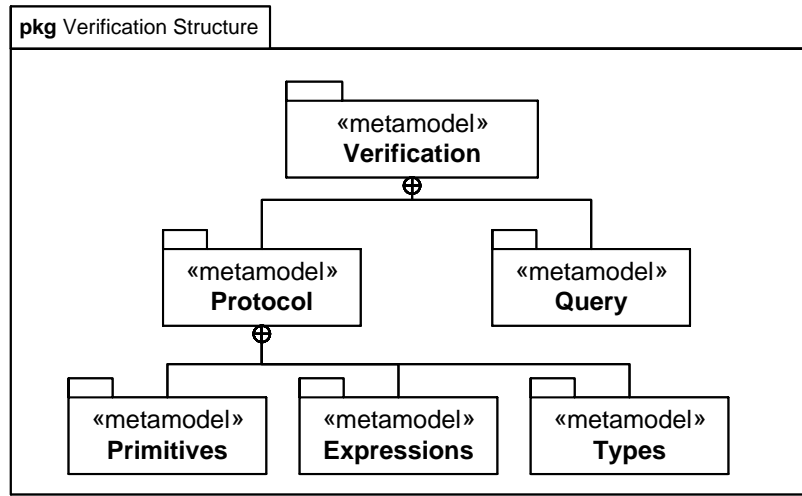 pkg Verification Structure
«metamodel»
Verification
«metamodel»
Protocol
«metamodel»
Query
«metamodel»
Primitives
«metamodel»
Expressions
«metamodel»
Types